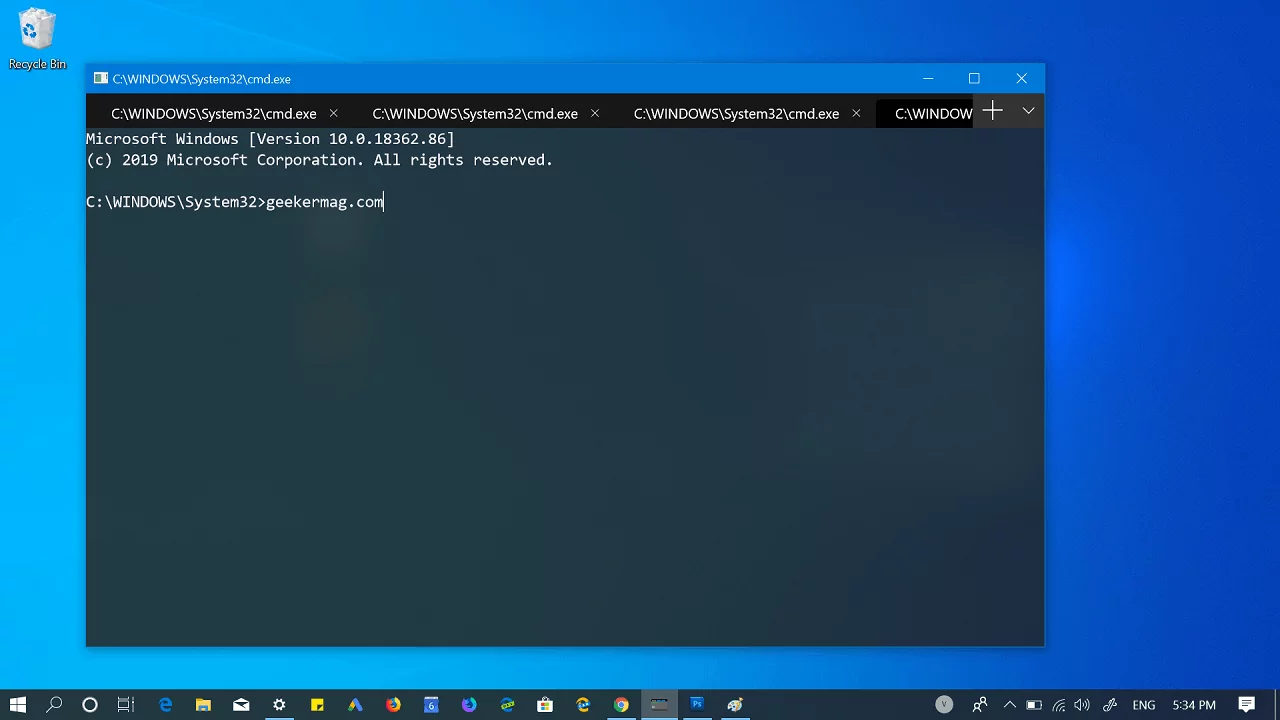 Recycle Bin
C:\WINDOWS\System32\cmd.exe
C:\WINDOWS\System32\cmd.exe
C:\WINDOWS\System32\cmd.exe
C:\WINDOWS\System32\cmd.exe
C:\WINDOW
Microsoft Windows [Version 10.0.18362.86]
(c) 2019 Microsoft Corporation. All rights reserved.
C:\WINDOWS\System32>geekermag.com
6
Ps
V
ENG
5:34 PM